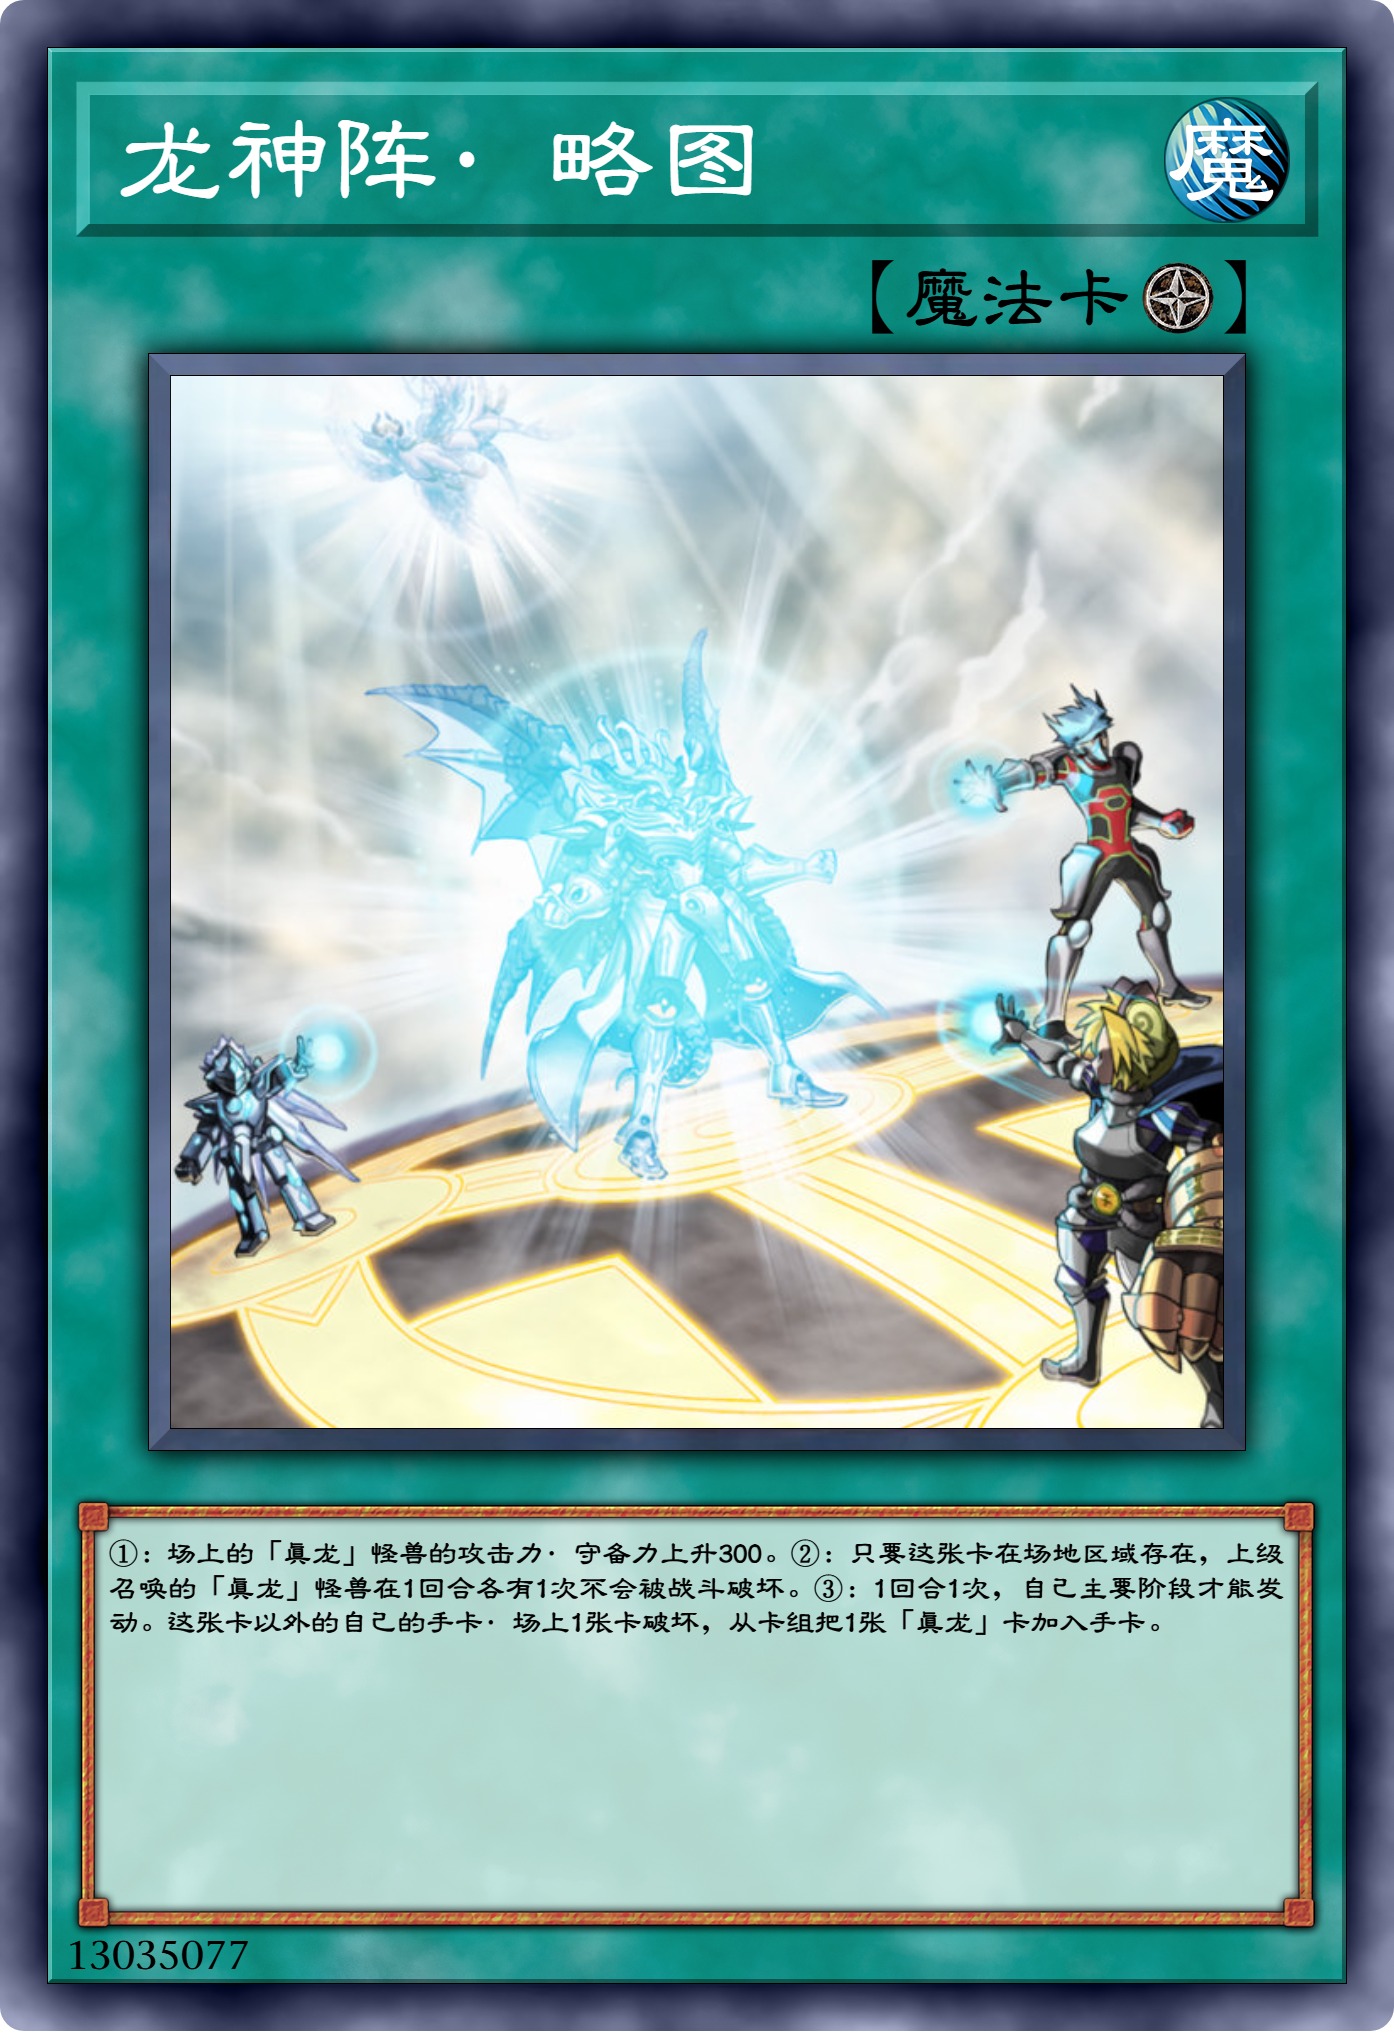 龙神阵·略图
魔
【魔法卡】
①：场上的「真龙」怪兽的攻击力·守备力上升300。②：只要这张卡在场地区域存在，上级
召唤的「真龙」怪兽在1回合各有1次不会被战斗破坏。③：1回合1次，自己主要阶段才能发
动。这张卡以外的自己的手卡·场上1张卡破坏，从卡组把1张「真龙」卡加入手卡。
13035077